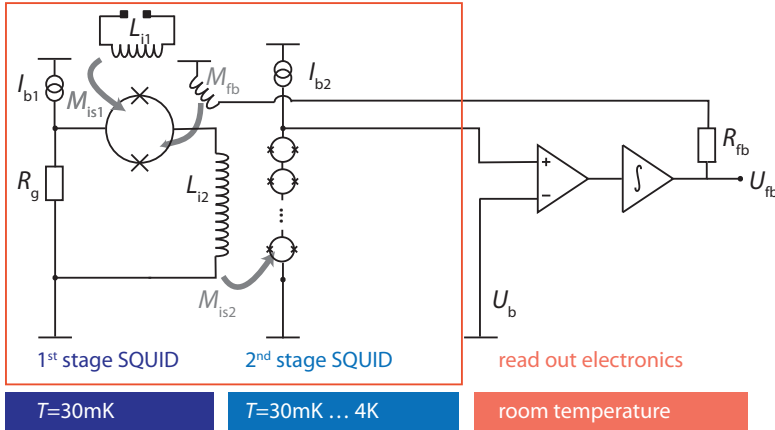 L_i1
I_b1
M_is1
M_fb
I_b2
R_g
L_i2
...
M_is2
+
−
∫
R_fb
U_fb
U_b
1st stage SQUID
2nd stage SQUID
read out electronics
T=30mK
T=30mK ... 4K
room temperature